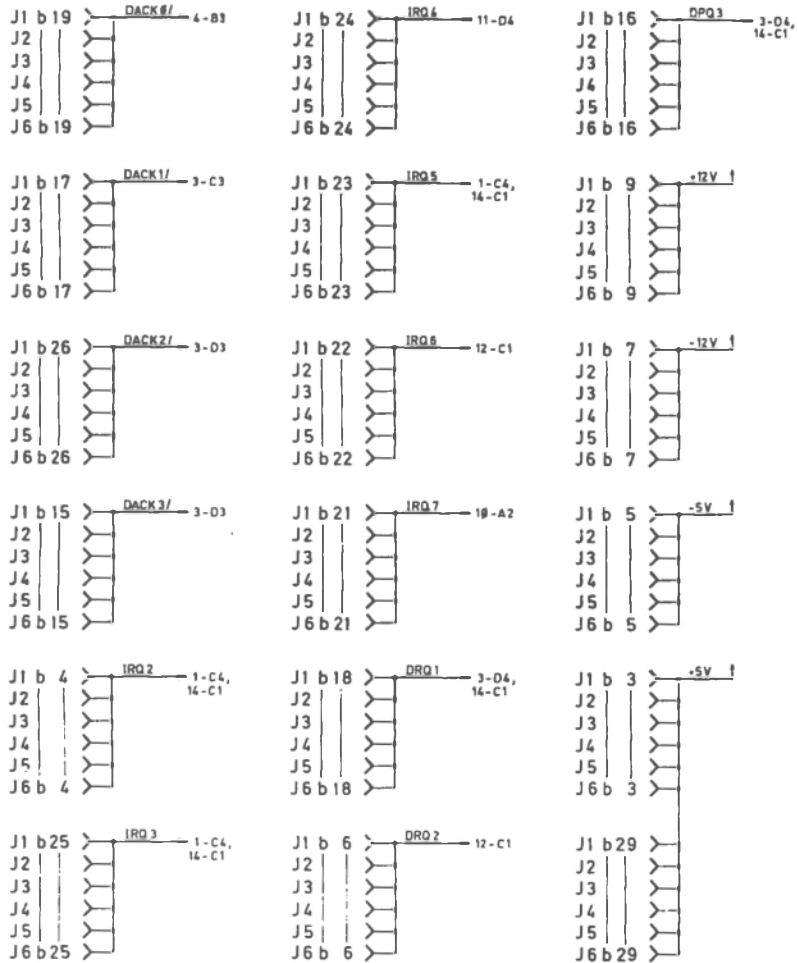 J1 b 19 DACK0/ 4-B3
J2
J3
J4
J5
J6 b 19
J1 b 17 DACK1/ 3-C3
J2
J3
J4
J5
J6 b 17
J1 b 26 DACK2/ 3-D3
J2
J3
J4
J5
J6 b 26
J1 b 15 DACK3/ 3-D3
J2
J3
J4
J5
J6 b 15
J1 b 4 IRQ2 1-C4,
14-C1
J2
J3
J4
J5
J6 b 4
J1 b 25 IRQ3 1-C4,
14-C1
J2
J3
J4
J5
J6 b 25
J1 b 24 IRQ4 11-D4
J2
J3
J4
J5
J6 b 24
J1 b 23 IRQ5 1-C4,
14-C1
J2
J3
J4
J5
J6 b 23
J1 b 22 IRQ6 12-C1
J2
J3
J4
J5
J6 b 22
J1 b 21 IRQ7 10-A2
J2
J3
J4
J5
J6 b 21
J1 b 18 DRQ1 3-D4,
14-C1
J2
J3
J4
J5
J6 b 18
J1 b 6 DRQ2 12-C1
J2
J3
J4
J5
J6 b 6
J1 b 16 DPQ3 3-D4,
14-C1
J2
J3
J4
J5
J6 b 16
J1 b 9 +12V
J2
J3
J4
J5
J6 b 9
J1 b 7 -12V
J2
J3
J4
J5
J6 b 7
J1 b 5 -5V
J2
J3
J4
J5
J6 b 5
J1 b 3 +5V
J2
J3
J4
J5
J6 b 3
J1 b 29
J2
J3
J4
J5
J6 b 29